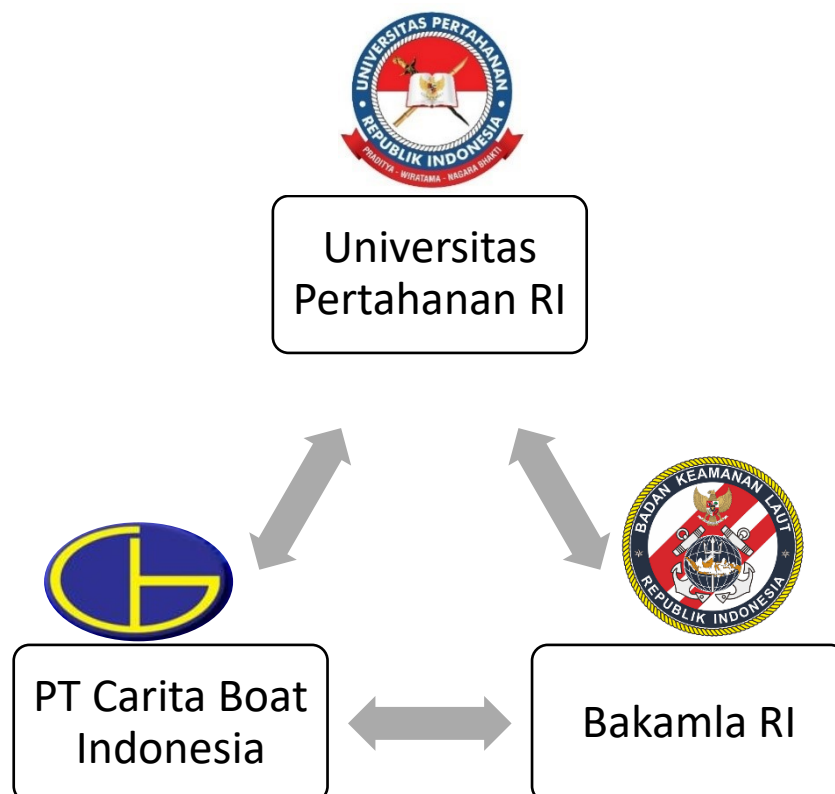 UNIVERSITAS PERTAHANAN
REPUBLIK INDONESIA
PRADITYA - WIRATAMA - NAGARA BHAKTI
Universitas
Pertahanan RI
BADAN KEAMANAN LAUT
REPUBLIK INDONESIA
PT Carita Boat
Indonesia
Bakamla RI